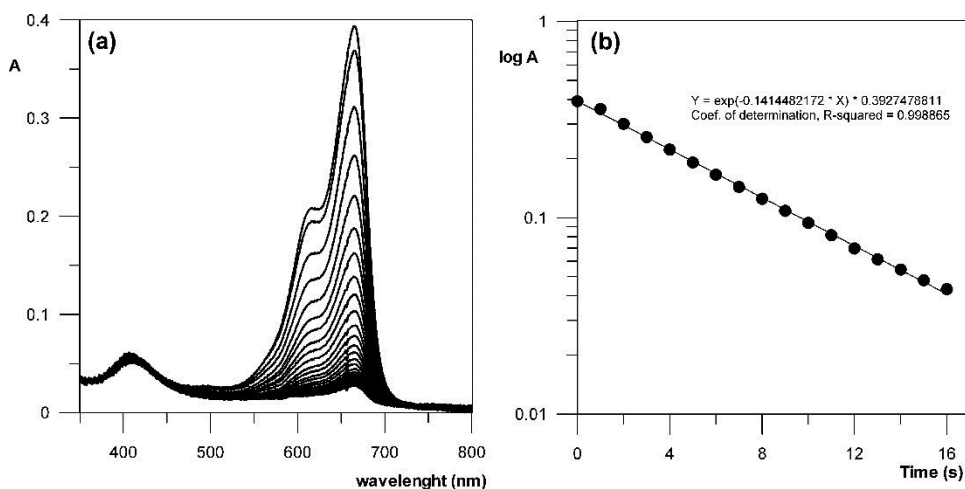 (a)
A
0.4
0.3
0.2
0.1
0
400
500
600
700
800
wavelenght (nm)
(b)
log A
1
0.1
0.01
Y = exp(-0.1414482172 * X) * 0.3927478811
Coef. of determination, R-squared = 0.998865
0
4
8
12
16
Time (s)